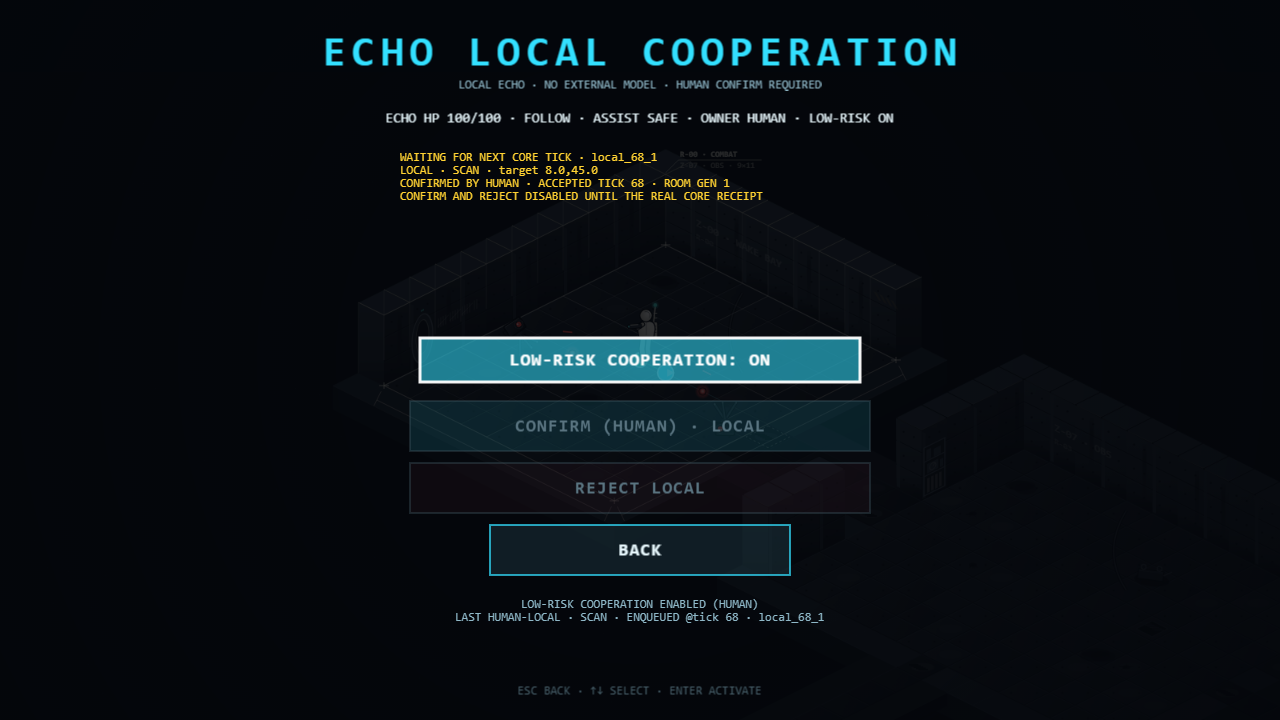 ECHO LOCAL COOPERATION
LOCAL ECHO · NO EXTERNAL MODEL · HUMAN CONFIRM REQUIRED
ECHO HP 100/100 · FOLLOW · ASSIST SAFE · OWNER HUMAN · LOW-RISK ON
WAITING FOR NEXT CORE TICK · local_68_1
LOCAL · SCAN · target 8.0,45.0
CONFIRMED BY HUMAN · ACCEPTED TICK 68 · ROOM GEN 1
CONFIRM AND REJECT DISABLED UNTIL THE REAL CORE RECEIPT
LOW-RISK COOPERATION: ON
CONFIRM (HUMAN) · LOCAL
REJECT LOCAL
BACK
LOW-RISK COOPERATION ENABLED (HUMAN)
LAST HUMAN-LOCAL · SCAN · ENQUEUED @tick 68 · local_68_1
ESC BACK · ↑↓ SELECT · ENTER ACTIVATE